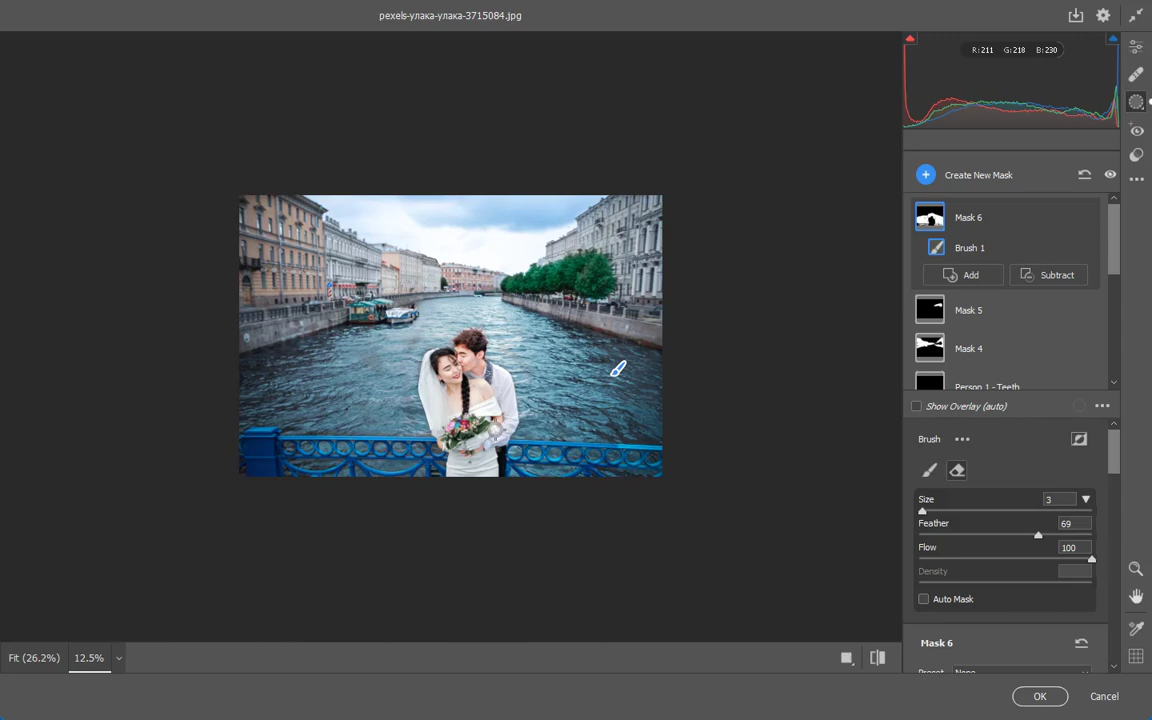 pexels-улака-улака-3715084.jpg
R:211 G:218 B:230
Create New Mask
Mask 6
Brush 1
Add Subtract
Mask 5
Mask 4
Person 1 - Teeth
Show Overlay (auto)
Brush
Size 3
Feather 69
Flow 100
Density
Auto Mask
Mask 6
Preset None
Fit (26.2%) 12.5%
OK Cancel